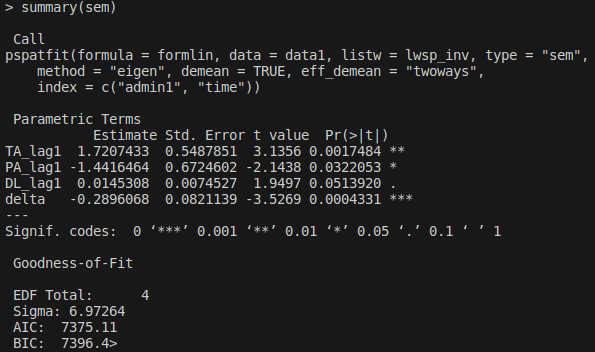 > summary(sem)
Call
pspatfit(formula = formlin, data = data1, listw = lwsp_inv, type = "sem",
method = "eigen", demean = TRUE, eff_demean = "twoways",
index = c("admin1", "time"))
Parametric Terms
Estimate Std. Error t value Pr(>|t|)
TA_lag1 1.7207433 0.5487851 3.1356 0.0017484 **
PA_lag1 -1.4416464 0.6724602 -2.1438 0.0322053 *
DL_lag1 0.0145308 0.0074527 1.9497 0.0513920 .
delta -0.2896068 0.0821139 -3.5269 0.0004331 ***
---
Signif. codes: 0 ‘***’ 0.001 ‘**’ 0.01 ‘*’ 0.05 ‘.’ 0.1 ‘ ’ 1
Goodness-of-Fit
EDF Total: 4
Sigma: 6.97264
AIC: 7375.11
BIC: 7396.4>